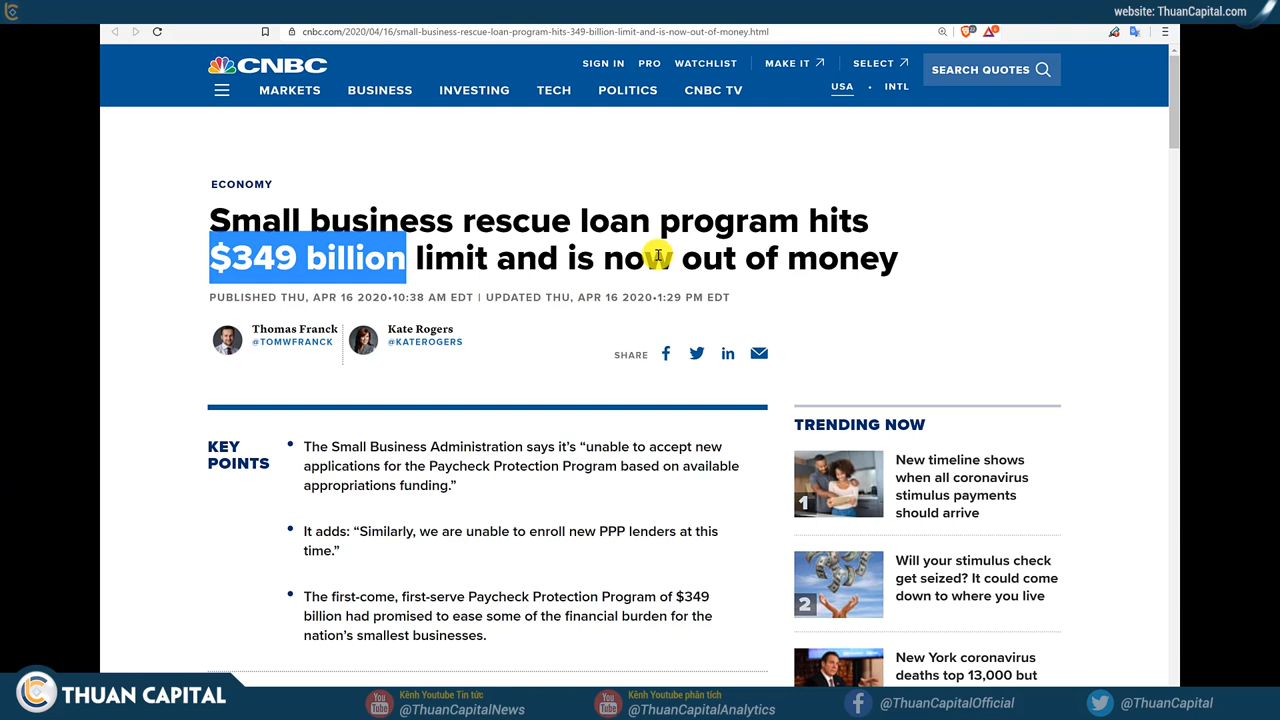 website: ThuanCapital.com
cnbc.com/2020/04/16/small-business-rescue-loan-program-hits-349-billion-limit-and-is-now-out-of-money.html
CNBC
SIGN IN PRO WATCHLIST MAKE IT SELECT
SEARCH QUOTES
MARKETS BUSINESS INVESTING TECH POLITICS CNBC TV
USA • INTL
ECONOMY
Small business rescue loan program hits
$349 billion limit and is now out of money
PUBLISHED THU, APR 16 2020•10:38 AM EDT | UPDATED THU, APR 16 2020•1:29 PM EDT
Thomas Franck
@TOMWFRANCK
Kate Rogers
@KATEROGERS
SHARE
KEY
POINTS
• The Small Business Administration says it’s “unable to accept new
applications for the Paycheck Protection Program based on available
appropriations funding.”
• It adds: “Similarly, we are unable to enroll new PPP lenders at this
time.”
• The first-come, first-serve Paycheck Protection Program of $349
billion had promised to ease some of the financial burden for the
nation’s smallest businesses.
TRENDING NOW
1
New timeline shows
when all coronavirus
stimulus payments
should arrive
2
Will your stimulus check
get seized? It could come
down to where you live
New York coronavirus
deaths top 13,000 but
THUAN CAPITAL
Kênh Youtube Tin tức
@ThuanCapitalNews
Kênh Youtube phân tích
@ThuanCapitalAnalytics
@ThuanCapitalOfficial
@ThuanCapital